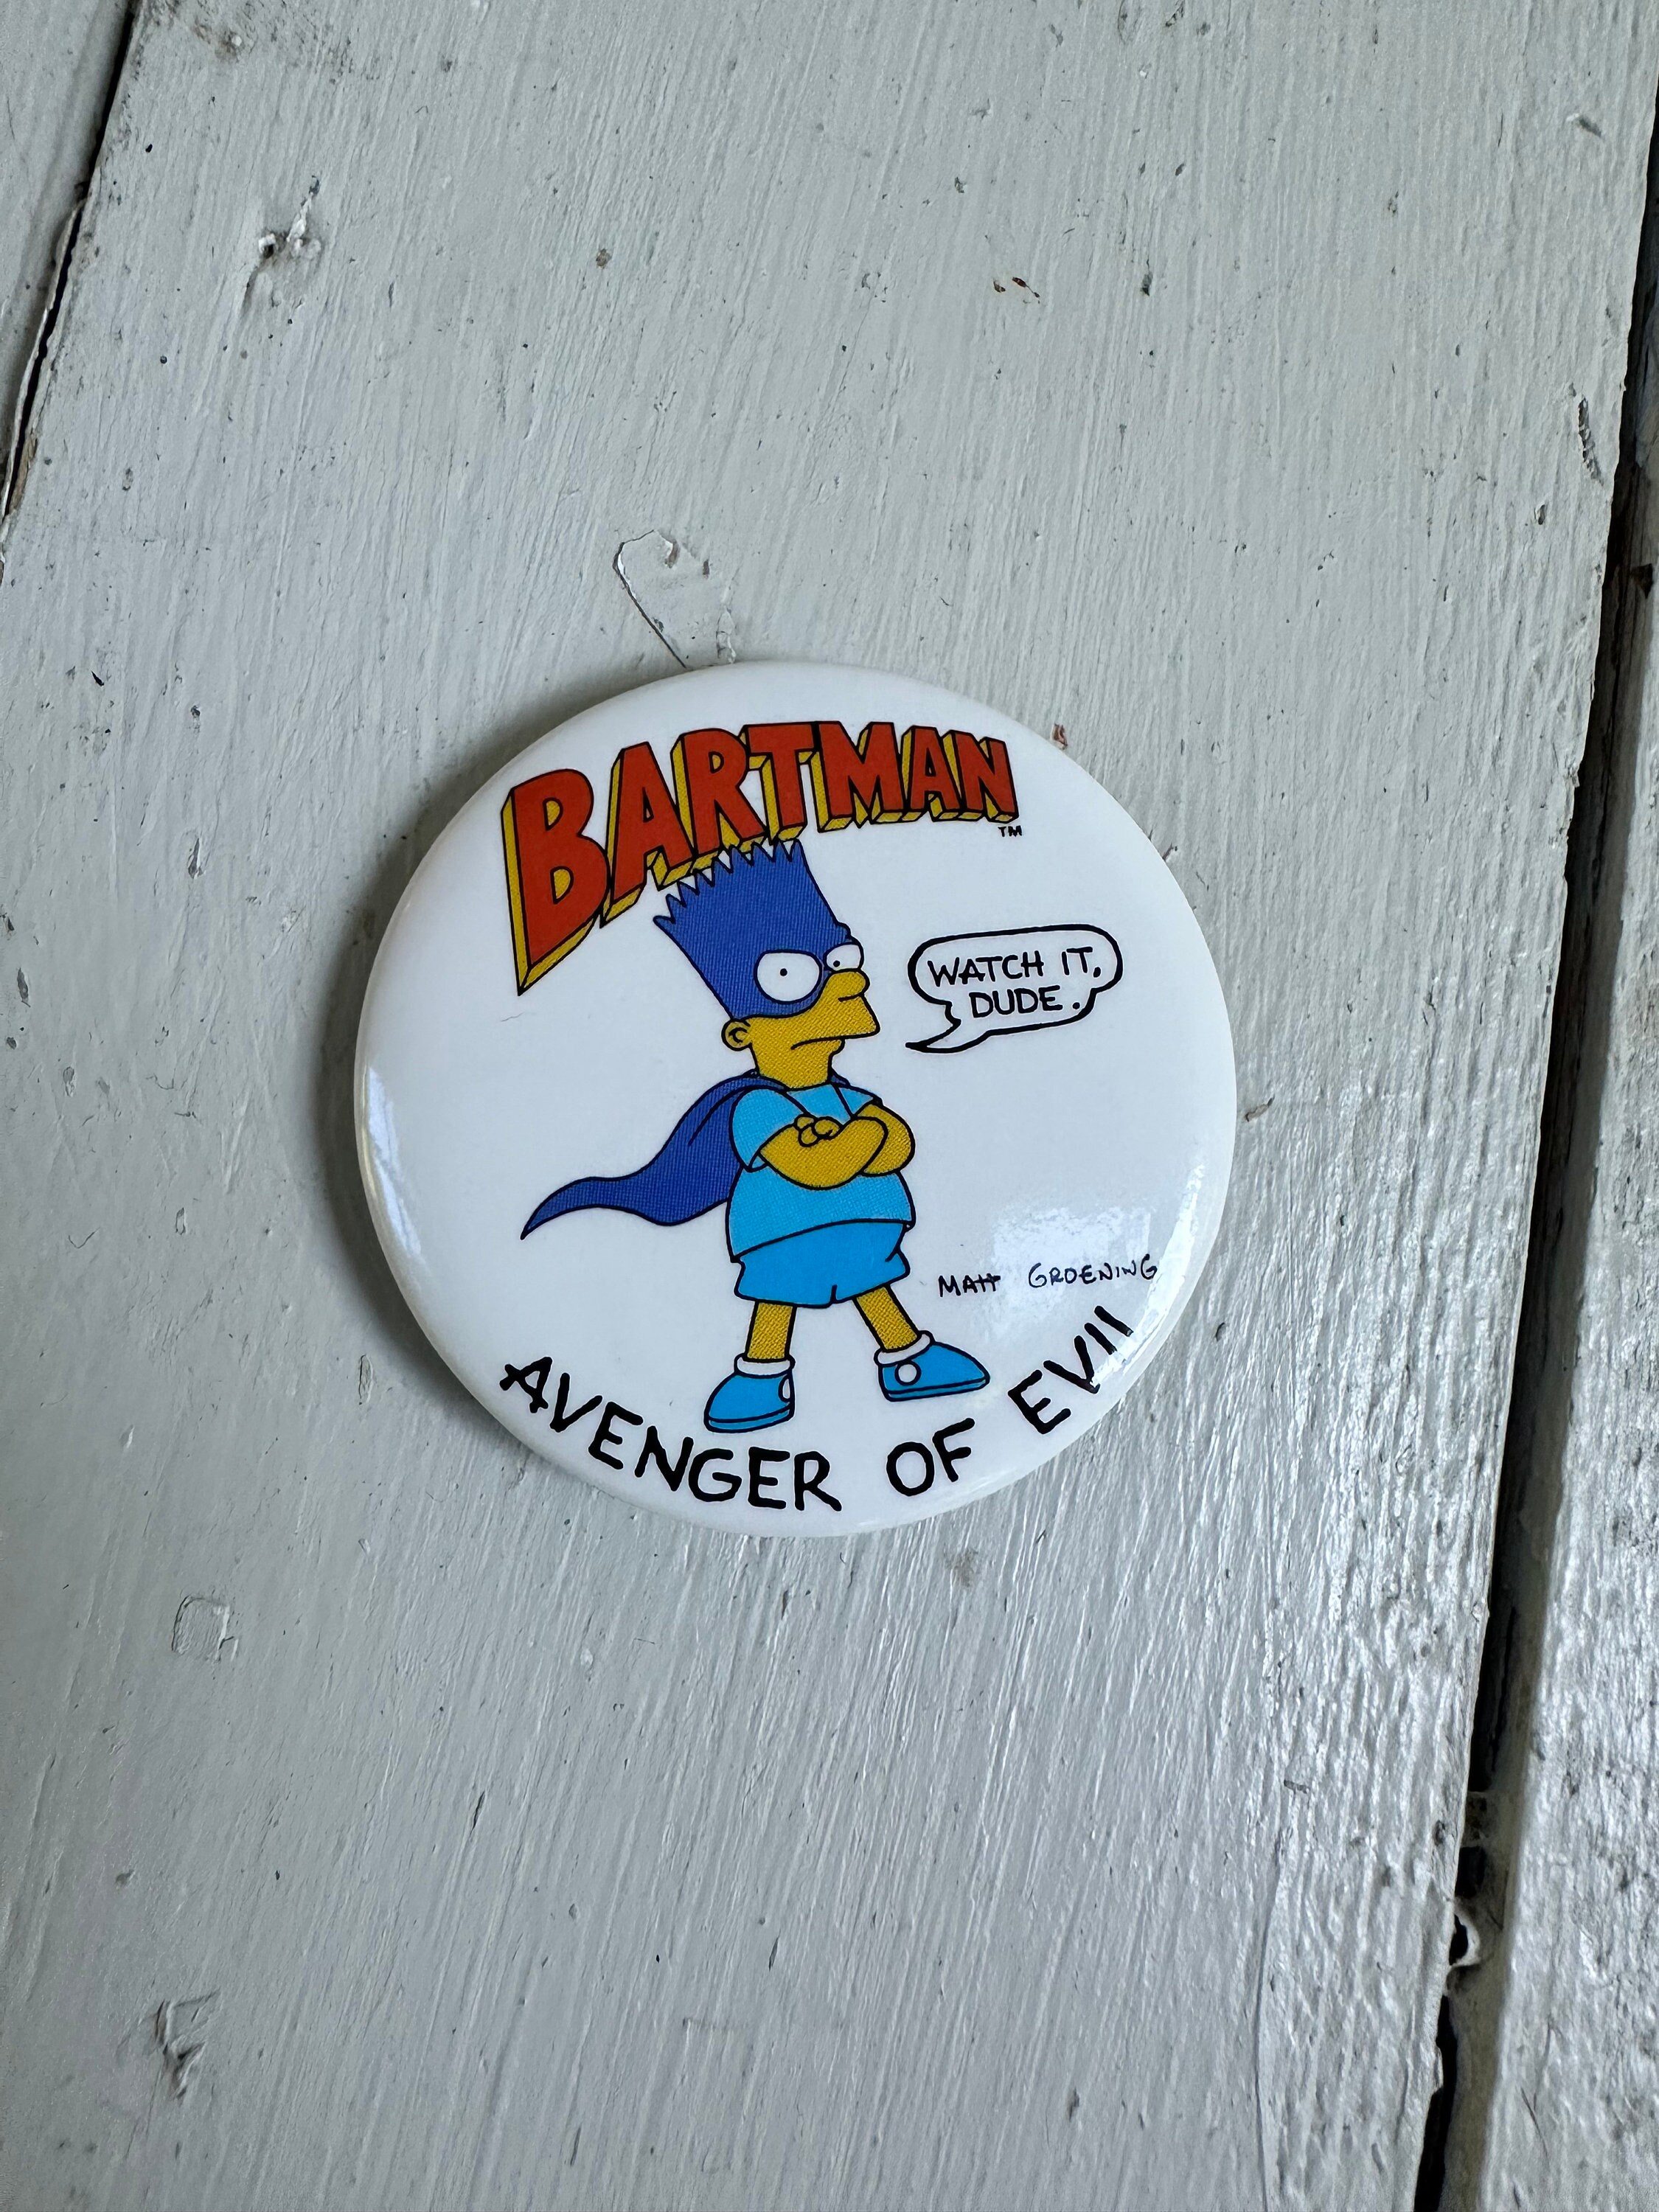 BARTMAN
TM
WATCH IT,
DUDE.
MATT GROENING
AVENGER OF EVIL